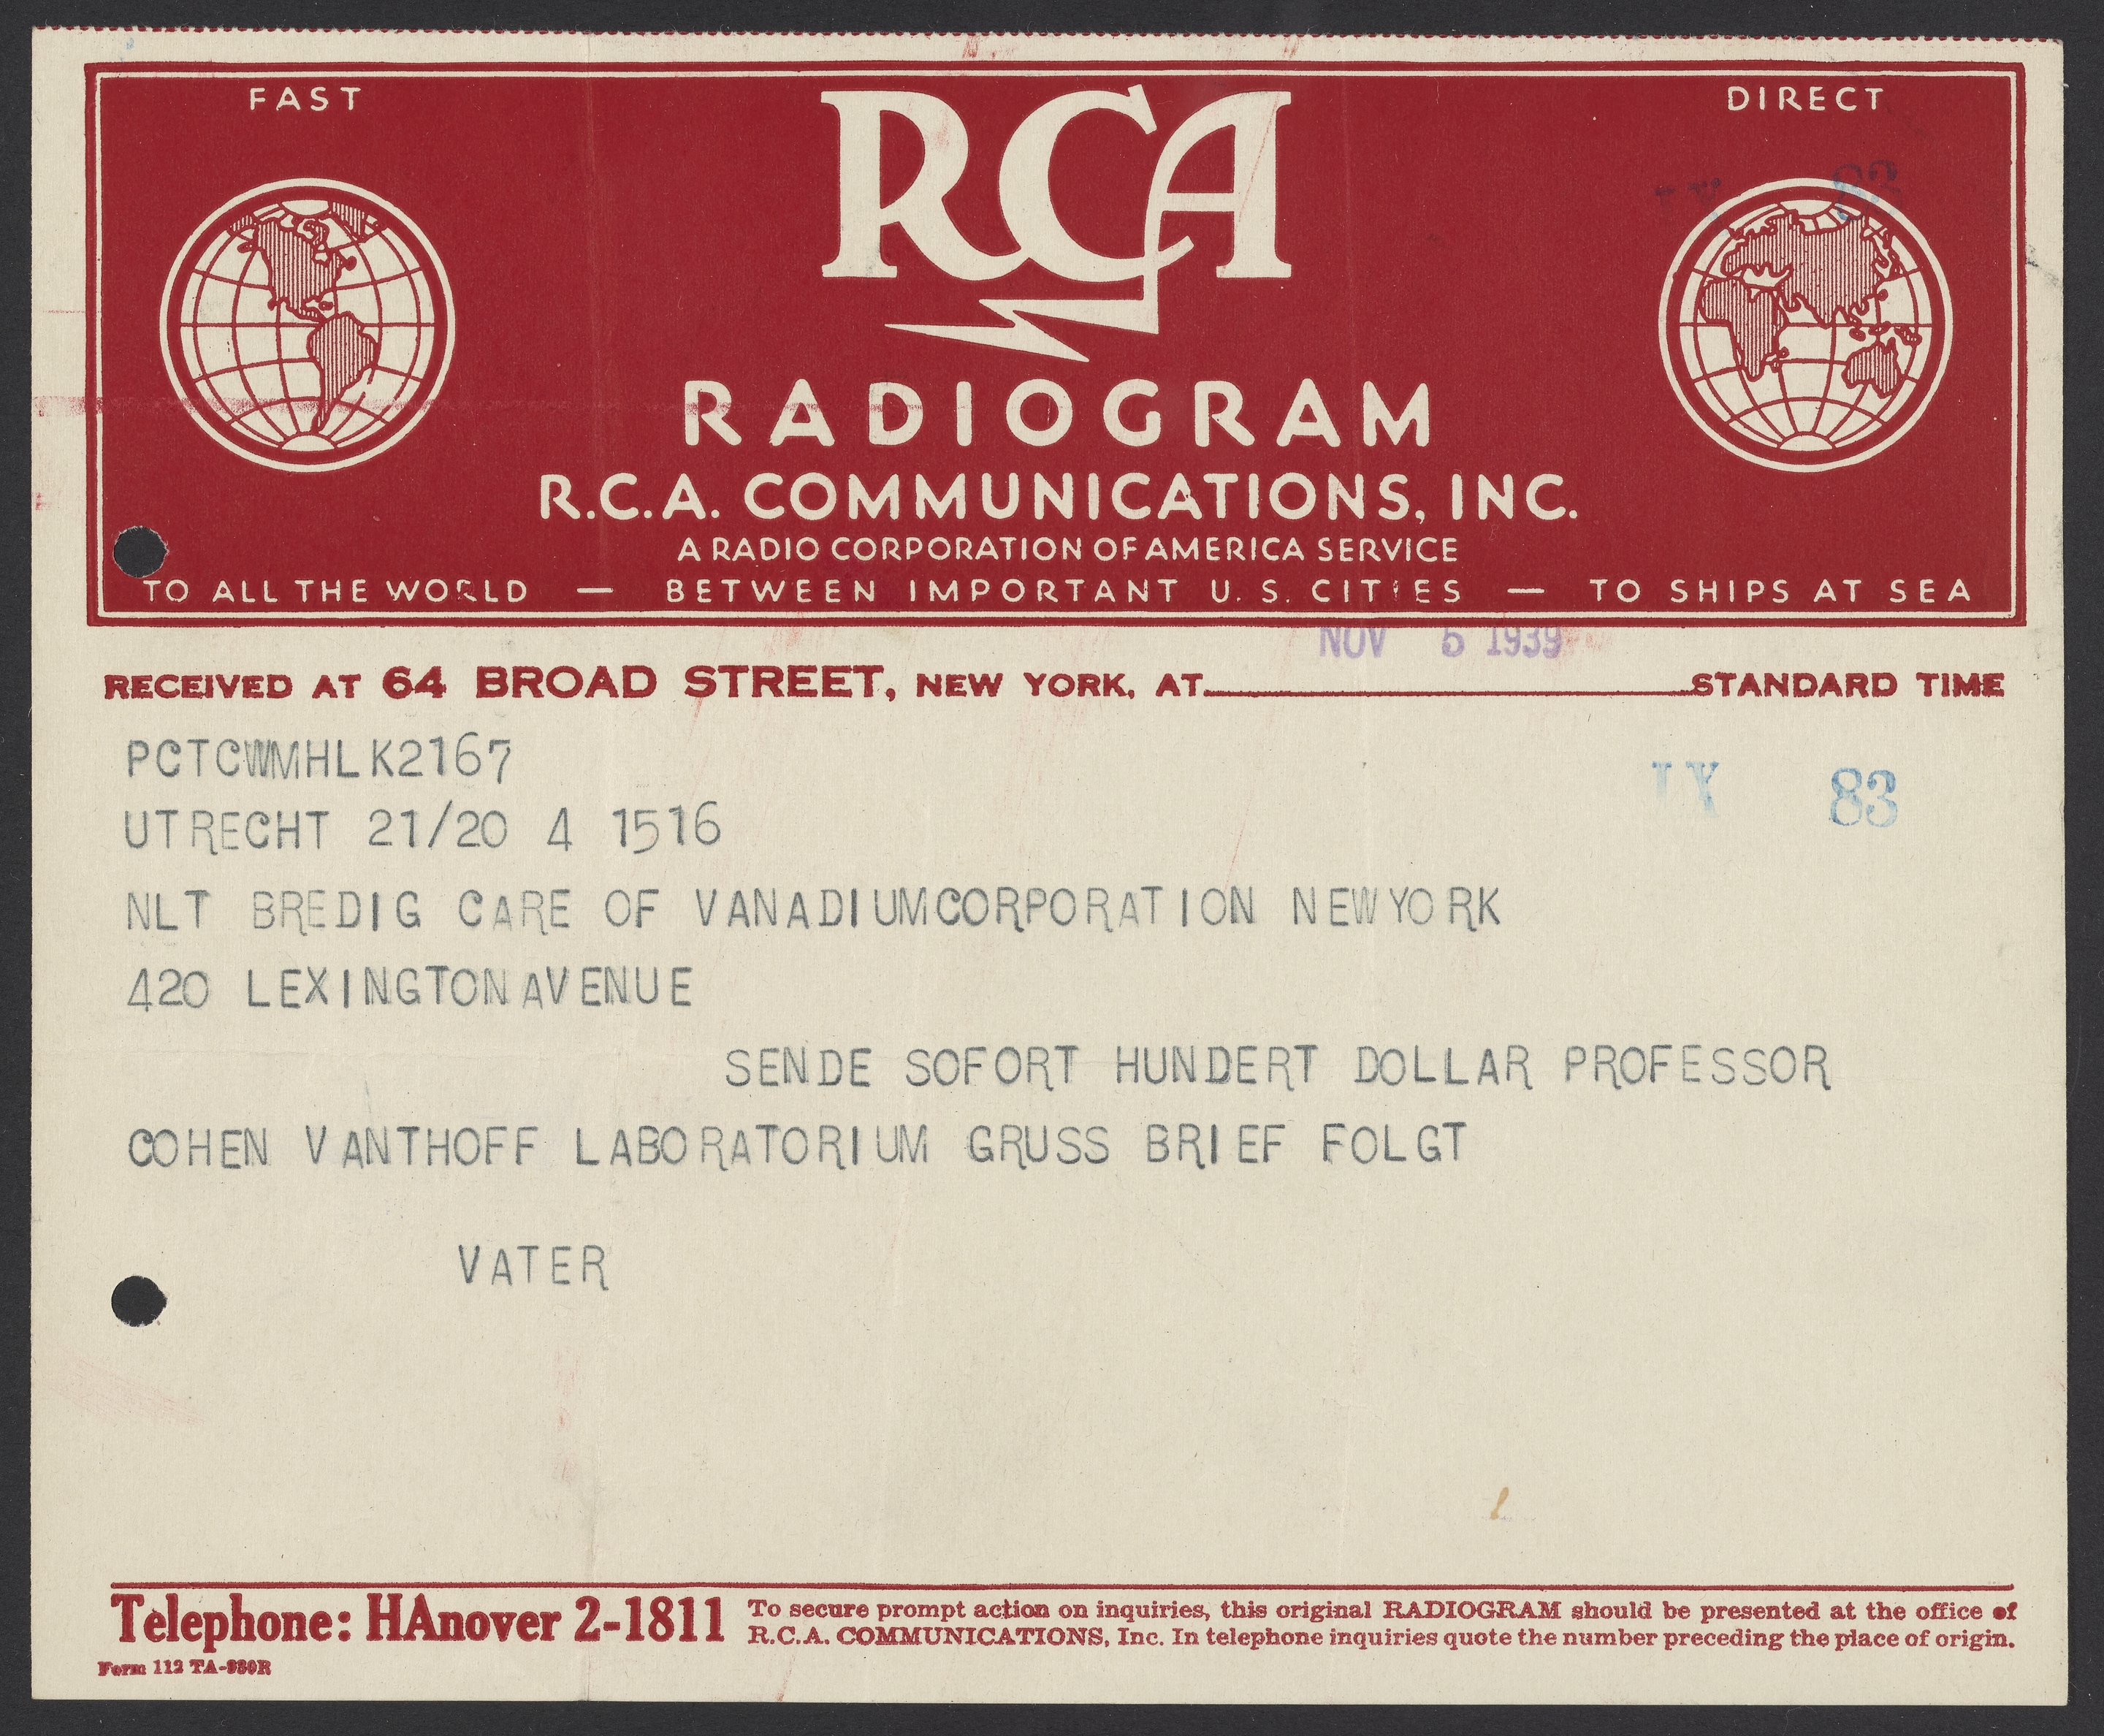 FAST
DIRECT
RCA
RADIOGRAM
R.C.A. COMMUNICATIONS, INC.
A RADIO CORPORATION OF AMERICA SERVICE
TO ALL THE WORLD — BETWEEN IMPORTANT U. S. CITIES — TO SHIPS AT SEA
NOV 5 1939
RECEIVED AT 64 BROAD STREET, NEW YORK, AT STANDARD TIME
PCTCWMHLK2167
83
UTRECHT 21/20 4 1516
NLT BREDIG CARE OF VANADIUMCORPORATION NEWYORK
420 LEXINGTONAVENUE
SENDE SOFORT HUNDERT DOLLAR PROFESSOR
COHEN VANTHOFF LABORATORIUM GRUSS BRIEF FOLGT
VATER
Telephone: HAnover 2-1811
To secure prompt action on inquiries, this original RADIOGRAM should be presented at the office of
R.C.A. COMMUNICATIONS, Inc. In telephone inquiries quote the number preceding the place of origin.
Form 112 TA-930R